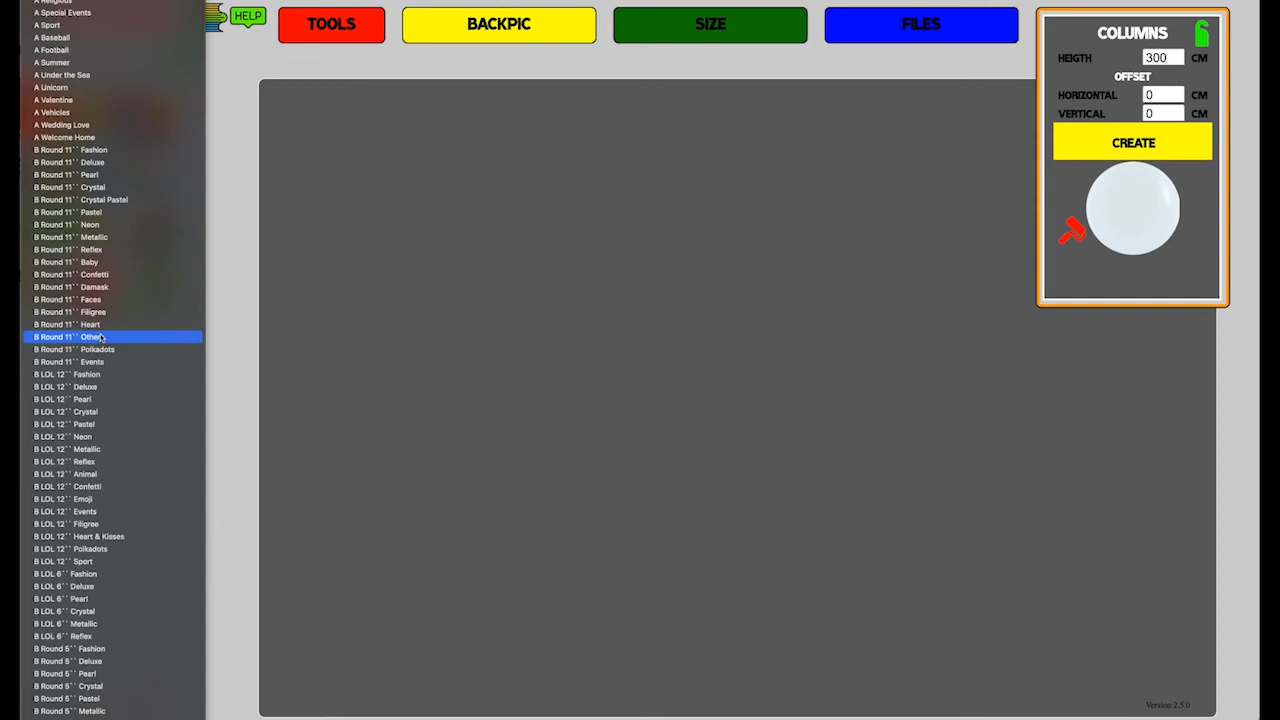 A Religious
A Special Events
A Sport
A Baseball
A Football
A Summer
A Under the Sea
A Unicorn
A Valentine
A Vehicles
A Wedding Love
A Welcome Home
B Round 11`` Fashion
B Round 11`` Deluxe
B Round 11`` Pearl
B Round 11`` Crystal
B Round 11`` Crystal Pastel
B Round 11`` Pastel
B Round 11`` Neon
B Round 11`` Metallic
B Round 11`` Reflex
B Round 11`` Baby
B Round 11`` Confetti
B Round 11`` Damask
B Round 11`` Faces
B Round 11`` Filigree
B Round 11`` Heart
B Round 11`` Other
B Round 11`` Polkadots
B Round 11`` Events
B LOL 12`` Fashion
B LOL 12`` Deluxe
B LOL 12`` Pearl
B LOL 12`` Crystal
B LOL 12`` Pastel
B LOL 12`` Neon
B LOL 12`` Metallic
B LOL 12`` Reflex
B LOL 12`` Animal
B LOL 12`` Confetti
B LOL 12`` Emoji
B LOL 12`` Events
B LOL 12`` Filigree
B LOL 12`` Heart & Kisses
B LOL 12`` Polkadots
B LOL 12`` Sport
B LOL 6`` Fashion
B LOL 6`` Deluxe
B LOL 6`` Pearl
B LOL 6`` Crystal
B LOL 6`` Metallic
B LOL 6`` Reflex
B Round 5`` Fashion
B Round 5`` Deluxe
B Round 5`` Pearl
B Round 5`` Crystal
B Round 5`` Pastel
B Round 5`` Metallic
HELP
TOOLS
BACKPIC
SIZE
FILES
COLUMNS
HEIGTH 300 CM
OFFSET
HORIZONTAL 0 CM
VERTICAL 0 CM
CREATE
Version 2.5.0